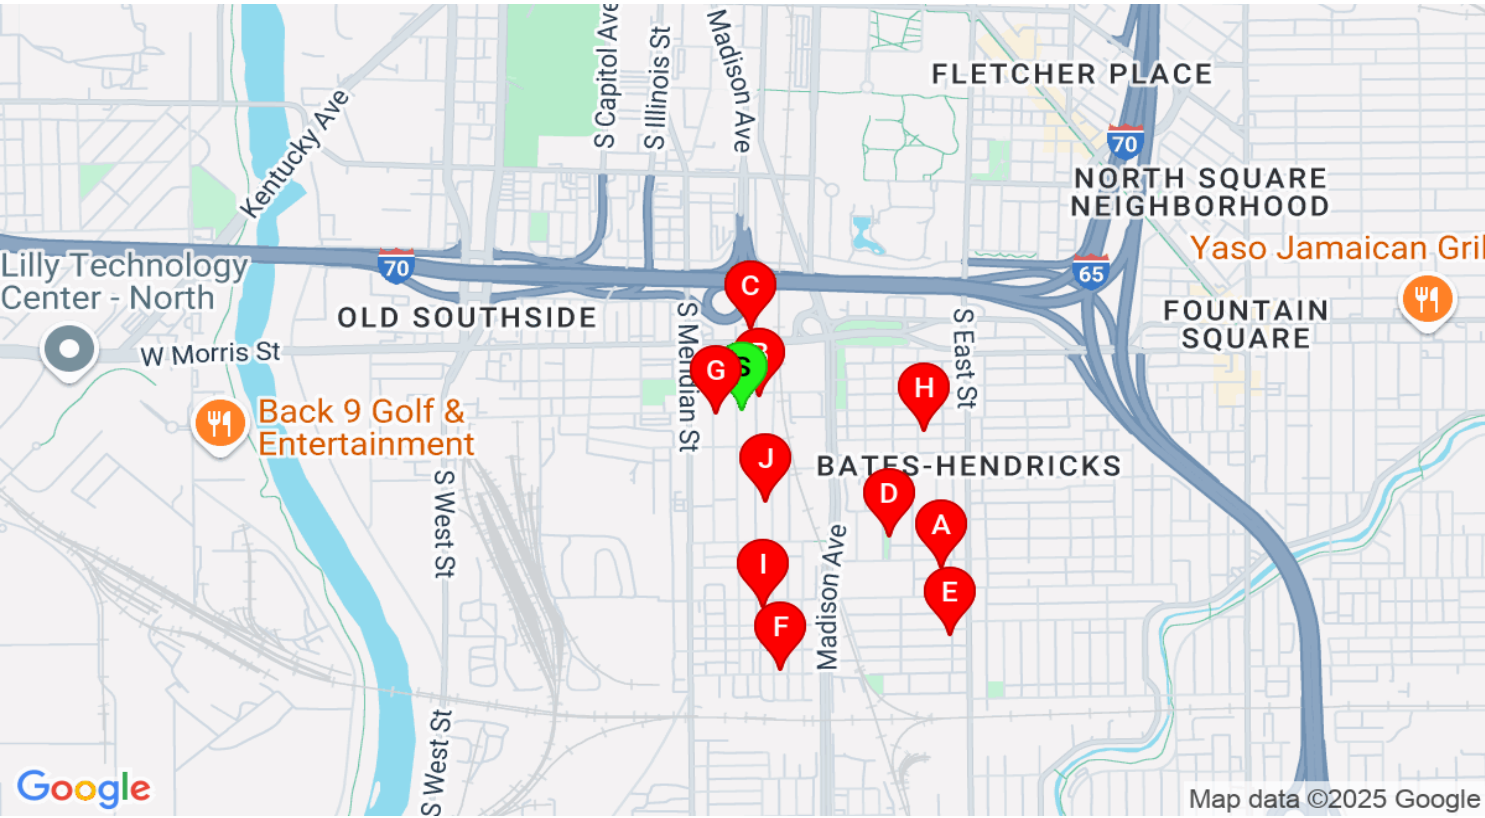 S Capitol Ave
S Illinois St
Madison Ave
FLETCHER PLACE
70
Kentucky Ave
NORTH SQUARE
NEIGHBORHOOD
Yaso Jamaican Gril
Lilly Technology
Center - North
70
65
C
OLD SOUTHSIDE
S Meridian St
S East St
FOUNTAIN
SQUARE
W Morris St
B
G
S
H
Back 9 Golf &
Entertainment
J
BATES-HENDRICKS
S West St
D
A
I
Madison Ave
E
F
S West St
Google
Map data ©2025 Google